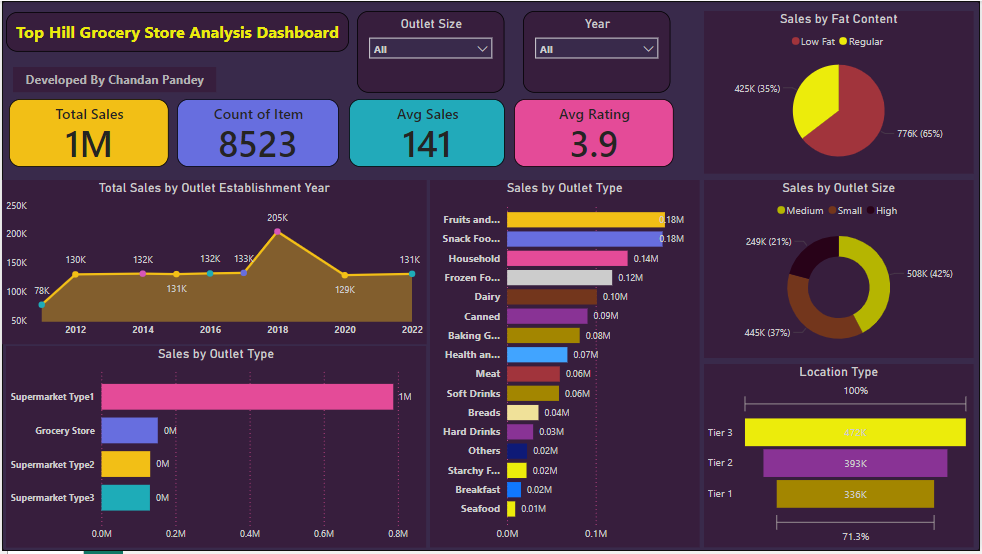 Top Hill Grocery Store Analysis Dashboard
Developed By Chandan Pandey
Outlet Size
All
Year
All
Total Sales
1M
Count of Item
8523
Avg Sales
141
Avg Rating
3.9
Sales by Fat Content
Low Fat Regular
425K (35%)
776K (65%)
Total Sales by Outlet Establishment Year
250K
200K
150K
100K
50K
78K
130K
132K
131K
132K
133K
205K
129K
131K
2012 2014 2016 2018 2020 2022
Sales by Outlet Type
Supermarket Type1 1M
Grocery Store 0M
Supermarket Type2 0M
Supermarket Type3 0M
0.0M 0.2M 0.4M 0.6M 0.8M
Sales by Outlet Type
Fruits and... 0.18M
Snack Foo... 0.18M
Household 0.14M
Frozen Fo... 0.12M
Dairy 0.10M
Canned 0.09M
Baking G... 0.08M
Health an... 0.07M
Meat 0.06M
Soft Drinks 0.06M
Breads 0.04M
Hard Drinks 0.03M
Others 0.02M
Starchy F... 0.02M
Breakfast 0.02M
Seafood 0.01M
0.0M 0.1M
Sales by Outlet Size
Medium Small High
249K (21%)
508K (42%)
445K (37%)
Location Type
100%
Tier 3
Tier 2 393K
Tier 1 336K
71.3%